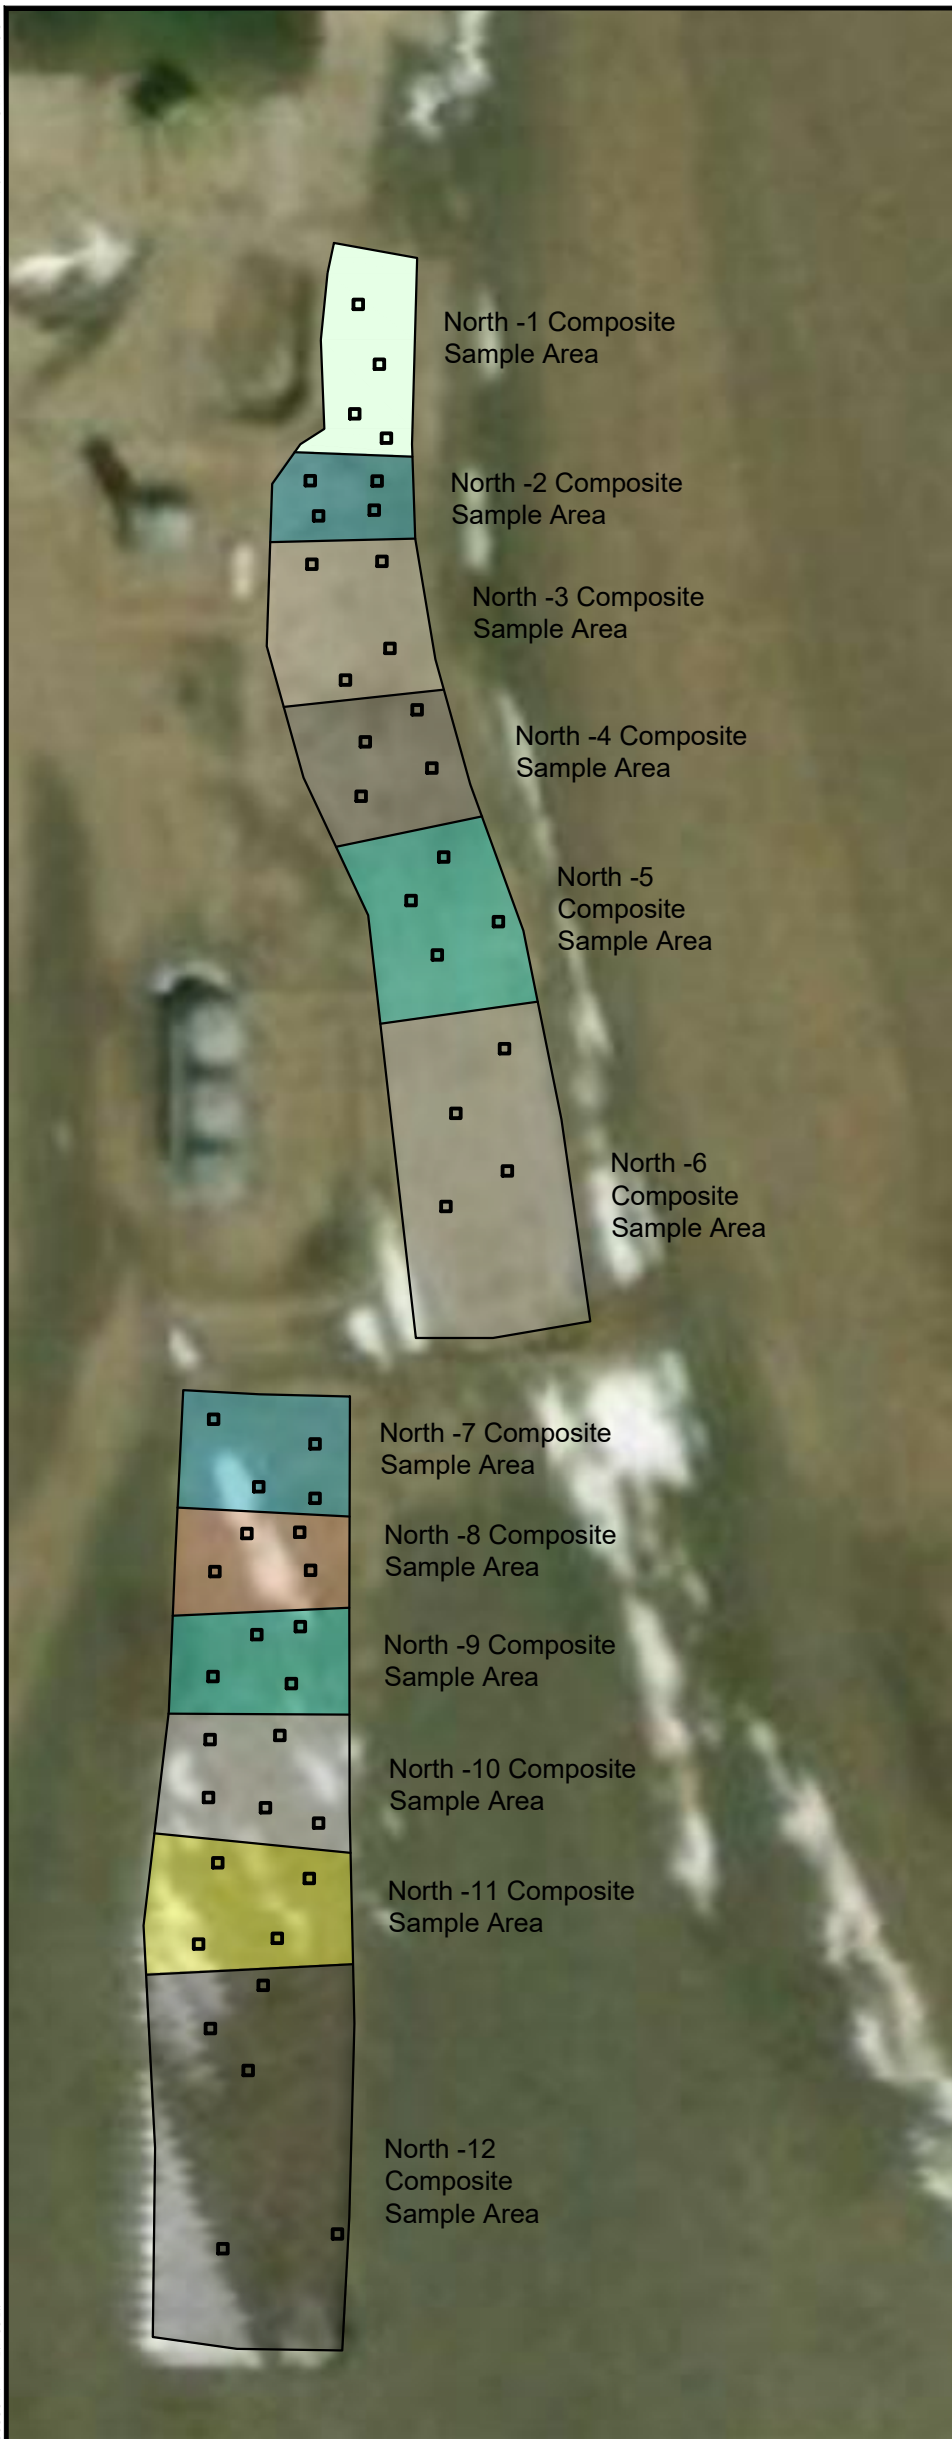 North -1 Composite
Sample Area
North -2 Composite
Sample Area
North -3 Composite
Sample Area
North -4 Composite
Sample Area
North -5
Composite
Sample Area
North -6
Composite
Sample Area
North -7 Composite
Sample Area
North -8 Composite
Sample Area
North -9 Composite
Sample Area
North -10 Composite
Sample Area
North -11 Composite
Sample Area
North -12
Composite
Sample Area